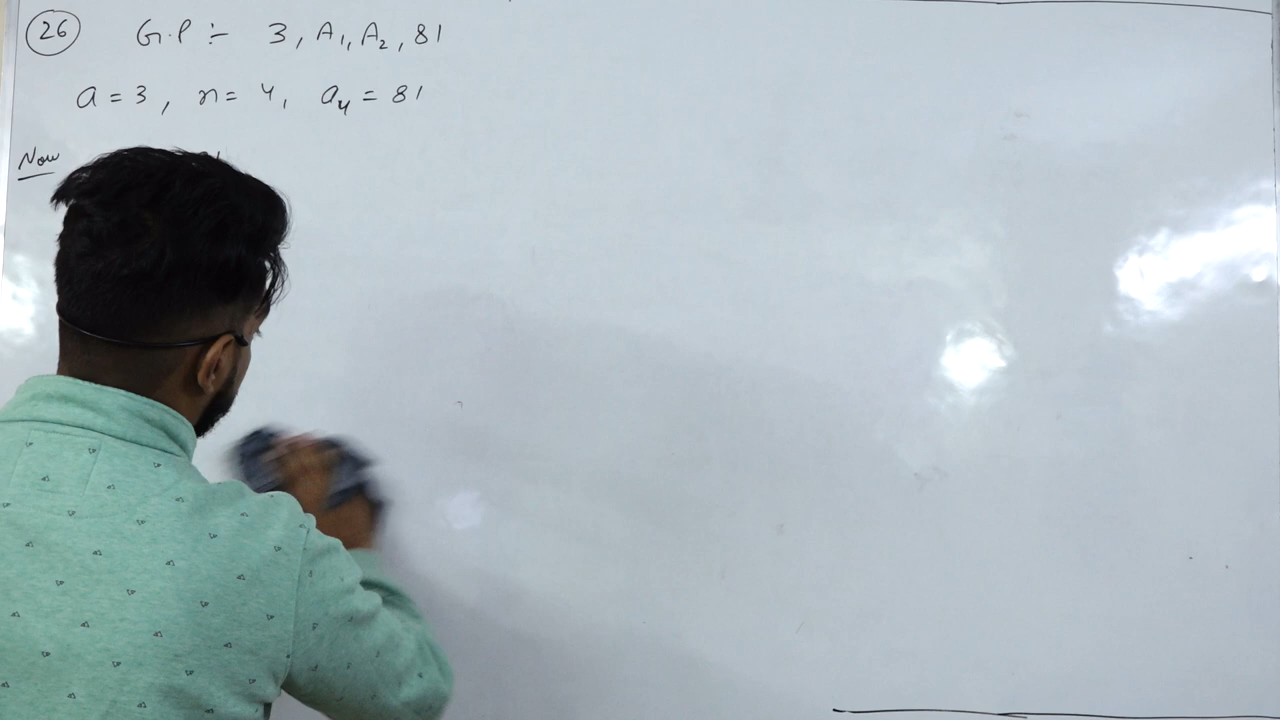 26 G.P :- 3, A₁, A₂, 81
a = 3, n = 4, a₄ = 81
Now